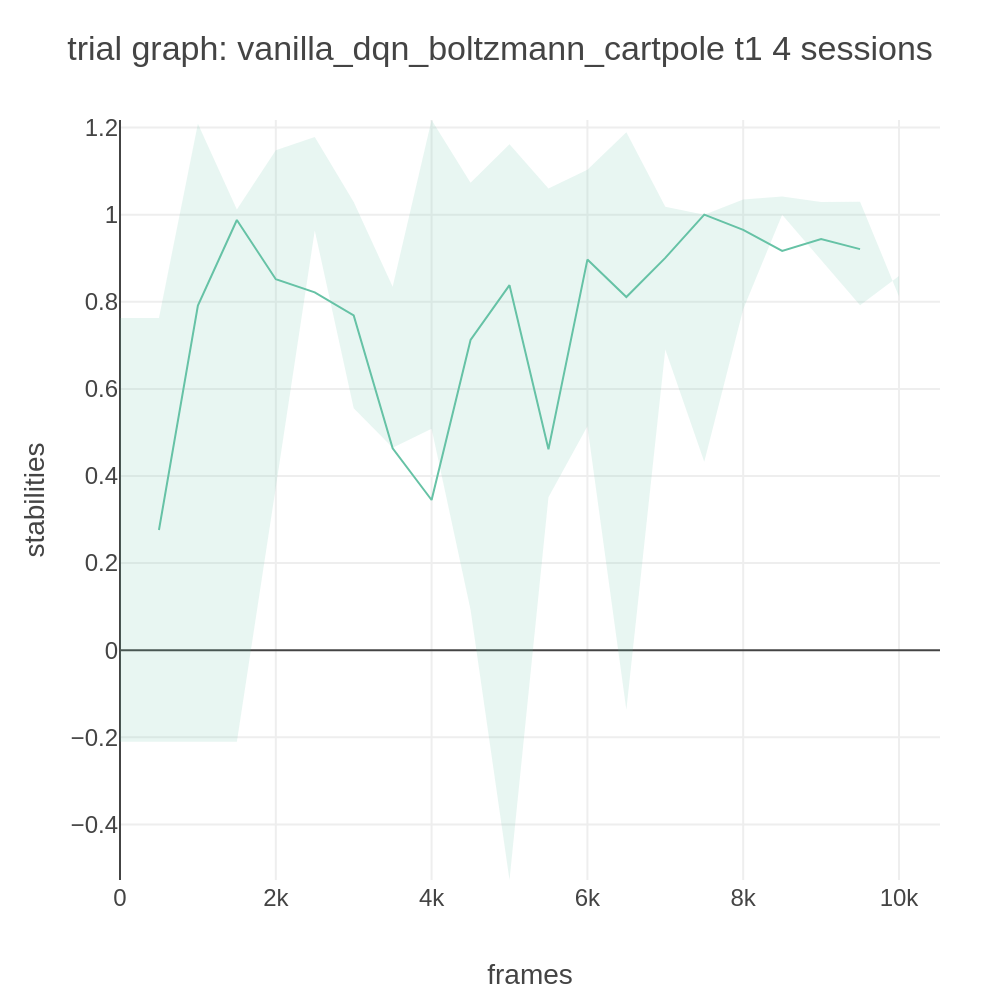 trial graph: vanilla_dqn_boltzmann_cartpole t1 4 sessions
1.2
1
0.8
0.6
0.4
0.2
0
−0.2
−0.4
stabilities
0 2k 4k 6k 8k 10k
frames